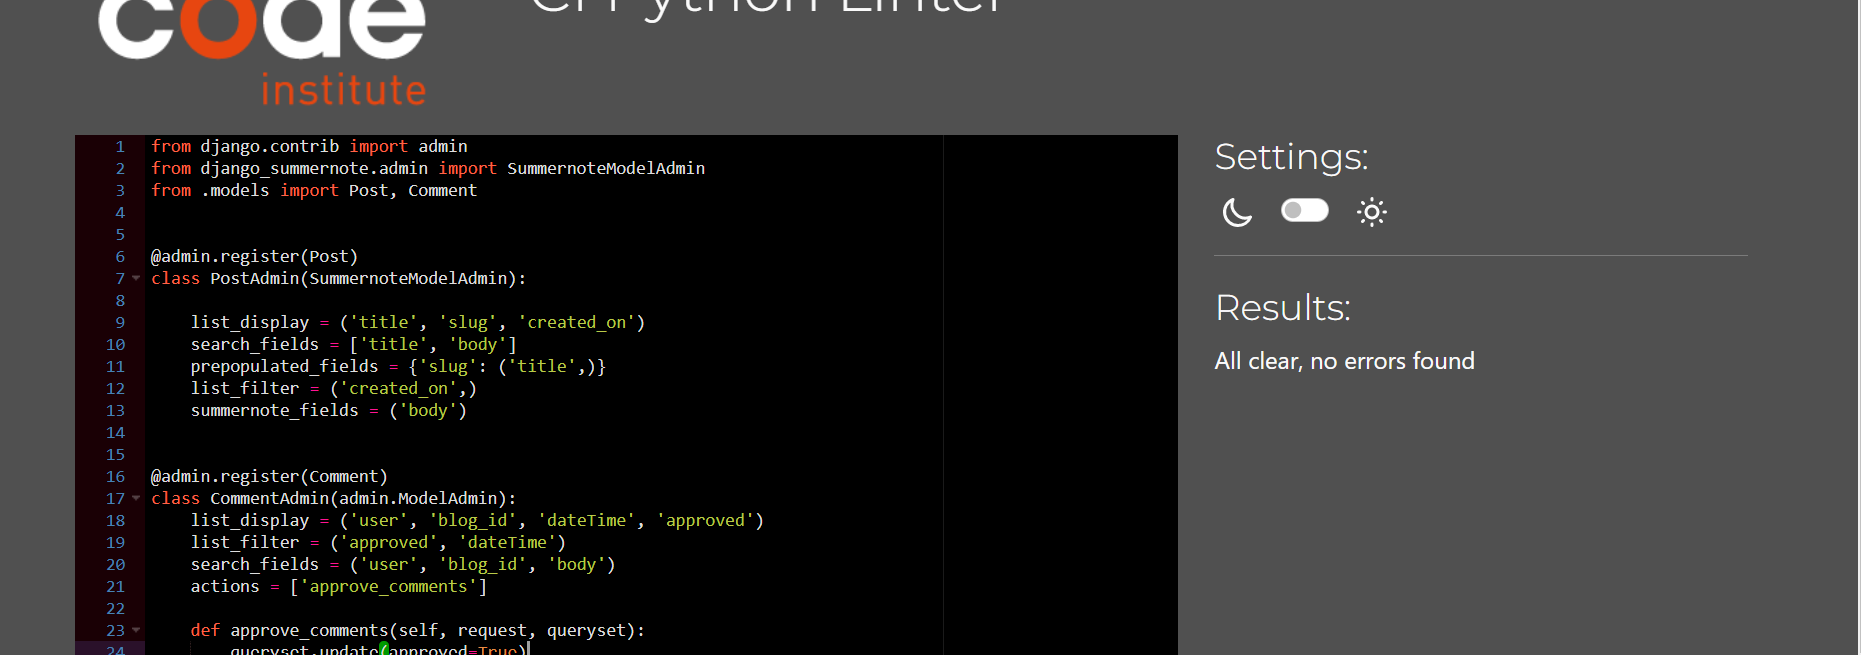 code
institute
CI Python Linter
1 from django.contrib import admin
2 from django_summernote.admin import SummernoteModelAdmin
3 from .models import Post, Comment
4
5
6 @admin.register(Post)
7 class PostAdmin(SummernoteModelAdmin):
8
9 list_display = ('title', 'slug', 'created_on')
10 search_fields = ['title', 'body']
11 prepopulated_fields = {'slug': ('title',)}
12 list_filter = ('created_on',)
13 summernote_fields = ('body')
14
15
16 @admin.register(Comment)
17 class CommentAdmin(admin.ModelAdmin):
18 list_display = ('user', 'blog_id', 'dateTime', 'approved')
19 list_filter = ('approved', 'dateTime')
20 search_fields = ('user', 'blog_id', 'body')
21 actions = ['approve_comments']
22
23 def approve_comments(self, request, queryset):
24 queryset.update(approved=True)
Settings:
Results:
All clear, no errors found